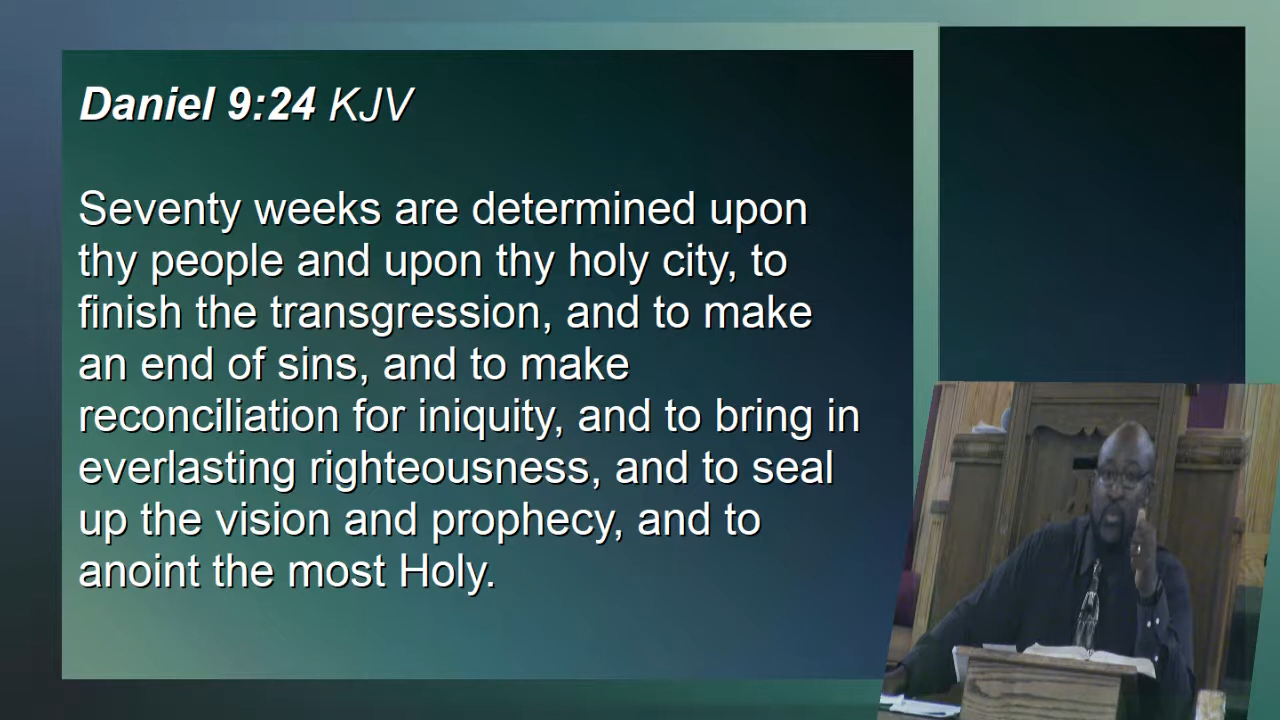 Daniel 9:24 KJV
Seventy weeks are determined upon
thy people and upon thy holy city, to
finish the transgression, and to make
an end of sins, and to make
reconciliation for iniquity, and to bring in
everlasting righteousness, and to seal
up the vision and prophecy, and to
anoint the most Holy.